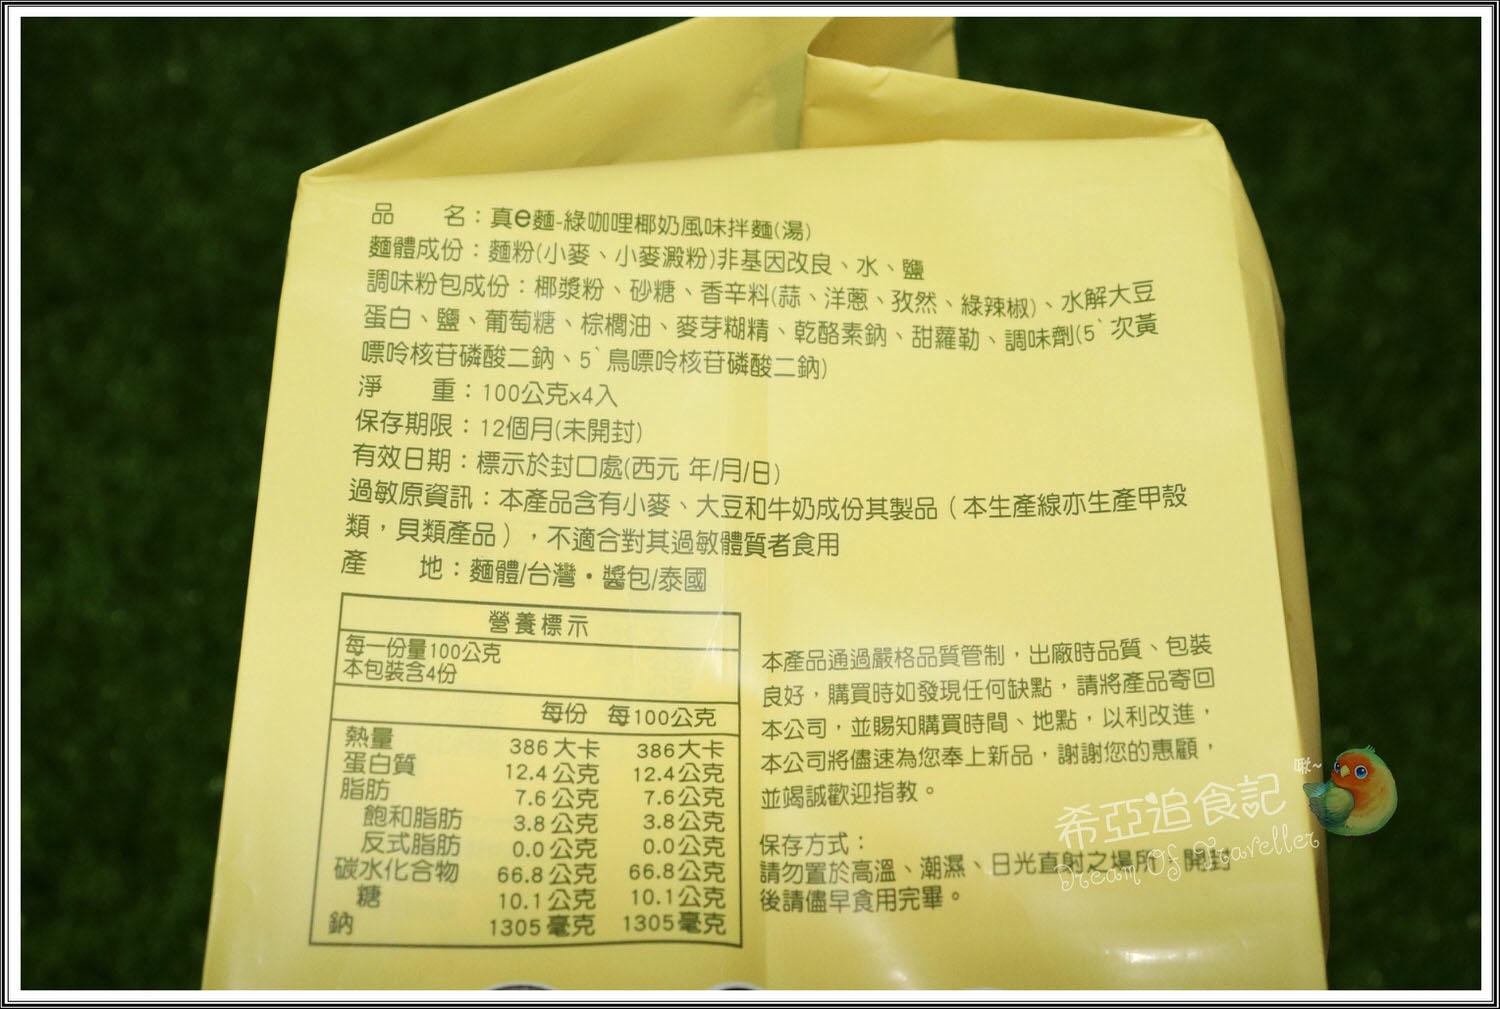 品　　名：真e麵-綠咖哩椰奶風味拌麵(湯)
麵體成份：麵粉(小麥、小麥澱粉)非基因改良、水、鹽
調味粉包成份：椰漿粉、砂糖、香辛料(蒜、洋蔥、孜然、綠辣椒)、水解大豆
蛋白、鹽、葡萄糖、棕櫚油、麥芽糊精、乾酪素鈉、甜蘿勒、調味劑(5`次黃
嘌呤核苷磷酸二鈉、5`鳥嘌呤核苷磷酸二鈉)
淨　　重：100公克x4入
保存期限：12個月(未開封)
有效日期：標示於封口處(西元 年/月/日)
過敏原資訊：本產品含有小麥、大豆和牛奶成份其製品（本生產線亦生產甲殼
類，貝類產品），不適合對其過敏體質者食用
產　　地：麵體/台灣・醬包/泰國
營養標示
每一份量100公克
本包裝含4份
每份　每100公克
熱量　386大卡　386大卡
蛋白質　12.4公克　12.4公克
脂肪　7.6公克　7.6公克
飽和脂肪　3.8公克　3.8公克
反式脂肪　0.0公克　0.0公克
碳水化合物　66.8公克　66.8公克
糖　10.1公克　10.1公克
鈉　1305毫克　1305毫克
本產品通過嚴格品質管制，出廠時品質、包裝
良好，購買時如發現任何缺點，請將產品寄回
本公司，並賜知購買時間、地點，以利改進，
本公司將儘速為您奉上新品，謝謝您的惠顧，
並竭誠歡迎指教。
保存方式：
請勿置於高溫、潮濕、日光直射之場所，開封
後請儘早食用完畢。
啾~
希亞追食記
Dream Of Traveller